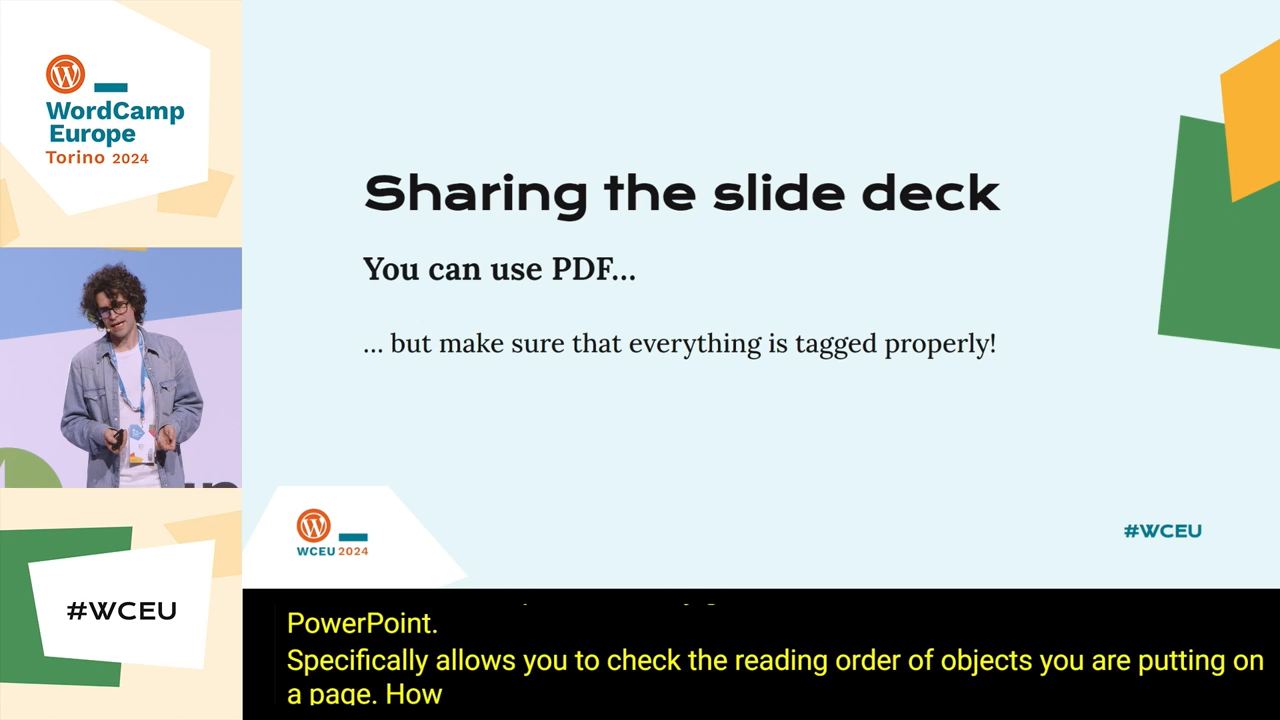 WordCamp
Europe
Torino 2024
Sharing the slide deck
You can use PDF...
... but make sure that everything is tagged properly!
WCEU 2024
#WCEU
#WCEU
PowerPoint.
Specifically allows you to check the reading order of objects you are putting on
a page. How